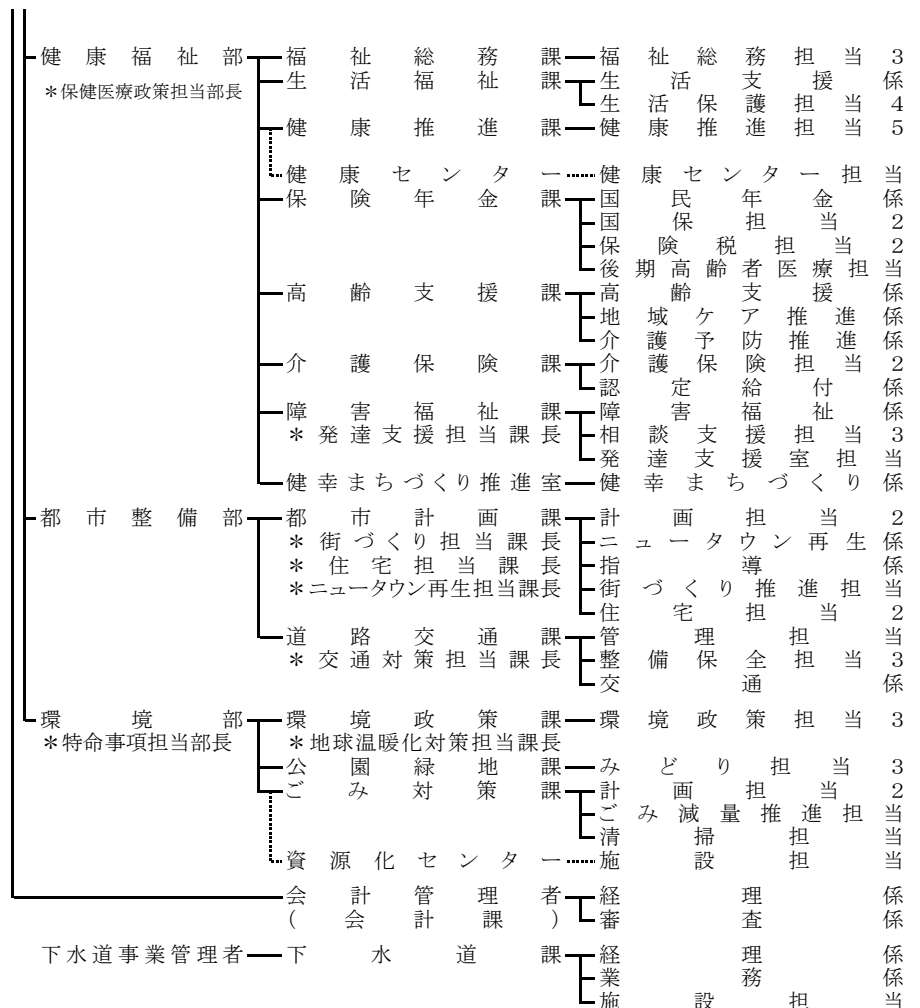 健康福祉部 福祉総務課 福祉総務担当 3
＊保健医療政策担当部長 生活福祉課 生活支援係
生活保護担当 4
健康推進課 健康推進担当 5
健康センター 健康センター担当
保険年金課 国民年金係
国保担当 2
保険税担当 2
後期高齢者医療担当
高齢支援課 高齢支援係
地域ケア推進係
介護予防推進係
介護保険課 介護保険担当 2
認定給付係
障害福祉課 障害福祉係
＊発達支援担当課長 相談支援担当 3
発達支援室担当
健幸まちづくり推進室 健幸まちづくり係
都市整備部 都市計画課 計画担当 2
＊街づくり担当課長 ニュータウン再生係
＊住宅担当課長 指導係
＊ニュータウン再生担当課長 街づくり推進担当
住宅担当 2
道路交通課 管理担当
＊交通対策担当課長 整備保全担当 3
交通係
環境部 環境政策課 環境政策担当 3
＊特命事項担当部長 ＊地球温暖化対策担当課長
公園緑地課 みどり担当 3
ごみ対策課 計画担当 2
ごみ減量推進担当
清掃担当
資源化センター 施設担当
会計管理者 経理係
(会計課) 審査係
下水道事業管理者 下水道課 経理係
業務係
施設担当